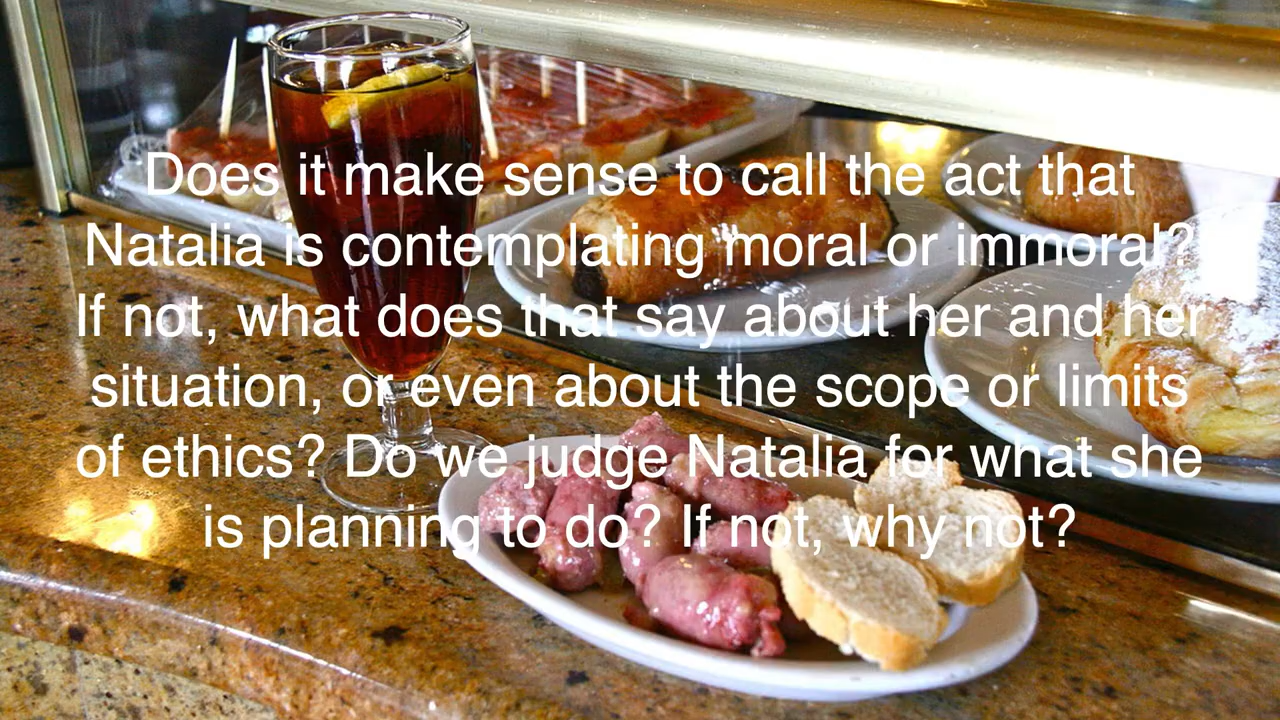 Does it make sense to call the act that
Natalia is contemplating moral or immoral?
If not, what does that say about her and her
situation, or even about the scope or limits
of ethics? Do we judge Natalia for what she
is planning to do? If not, why not?